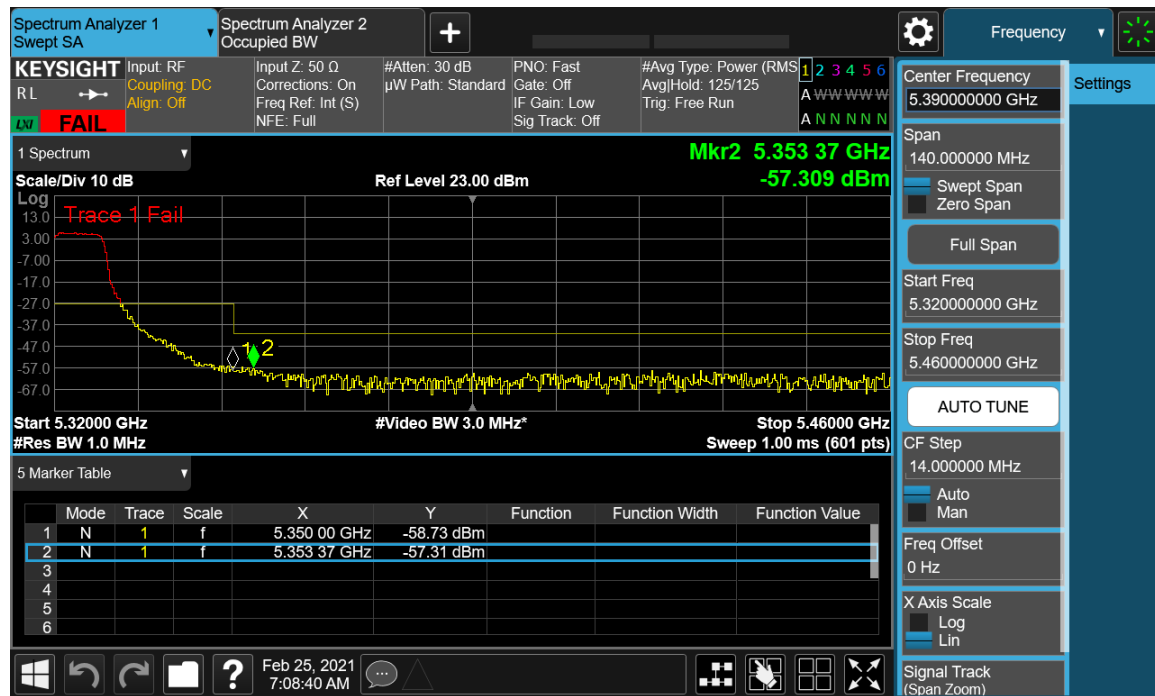 Spectrum Analyzer 1
Swept SA
Spectrum Analyzer 2
Occupied BW
Frequency
KEYSIGHT
R L
LXI
FAIL
Input: RF
Coupling: DC
Align: Off
Input Z: 50 Ω
Corrections: On
Freq Ref: Int (S)
NFE: Full
#Atten: 30 dB
µW Path: Standard
PNO: Fast
Gate: Off
IF Gain: Low
Sig Track: Off
#Avg Type: Power (RMS
Avg|Hold: 125/125
Trig: Free Run
1 2 3 4 5 6
A W W W W W
A N N N N N
1 Spectrum
Mkr2 5.353 37 GHz
Scale/Div 10 dB
Ref Level 23.00 dBm
-57.309 dBm
Log
Trace 1 Fail
13.0
3.00
-7.00
-17.0
-27.0
-37.0
-47.0
-57.0
-67.0
1 2
Start 5.32000 GHz
#Video BW 3.0 MHz*
Stop 5.46000 GHz
#Res BW 1.0 MHz
Sweep 1.00 ms (601 pts)
5 Marker Table
Mode Trace Scale X Y Function Function Width Function Value
1 N 1 f 5.350 00 GHz -58.73 dBm
2 N 1 f 5.353 37 GHz -57.31 dBm
3
4
5
6
?
Feb 25, 2021
7:08:40 AM
Center Frequency
5.390000000 GHz
Settings
Span
140.000000 MHz
Swept Span
Zero Span
Full Span
Start Freq
5.320000000 GHz
Stop Freq
5.460000000 GHz
AUTO TUNE
CF Step
14.000000 MHz
Auto
Man
Freq Offset
0 Hz
X Axis Scale
Log
Lin
Signal Track
(Span Zoom)